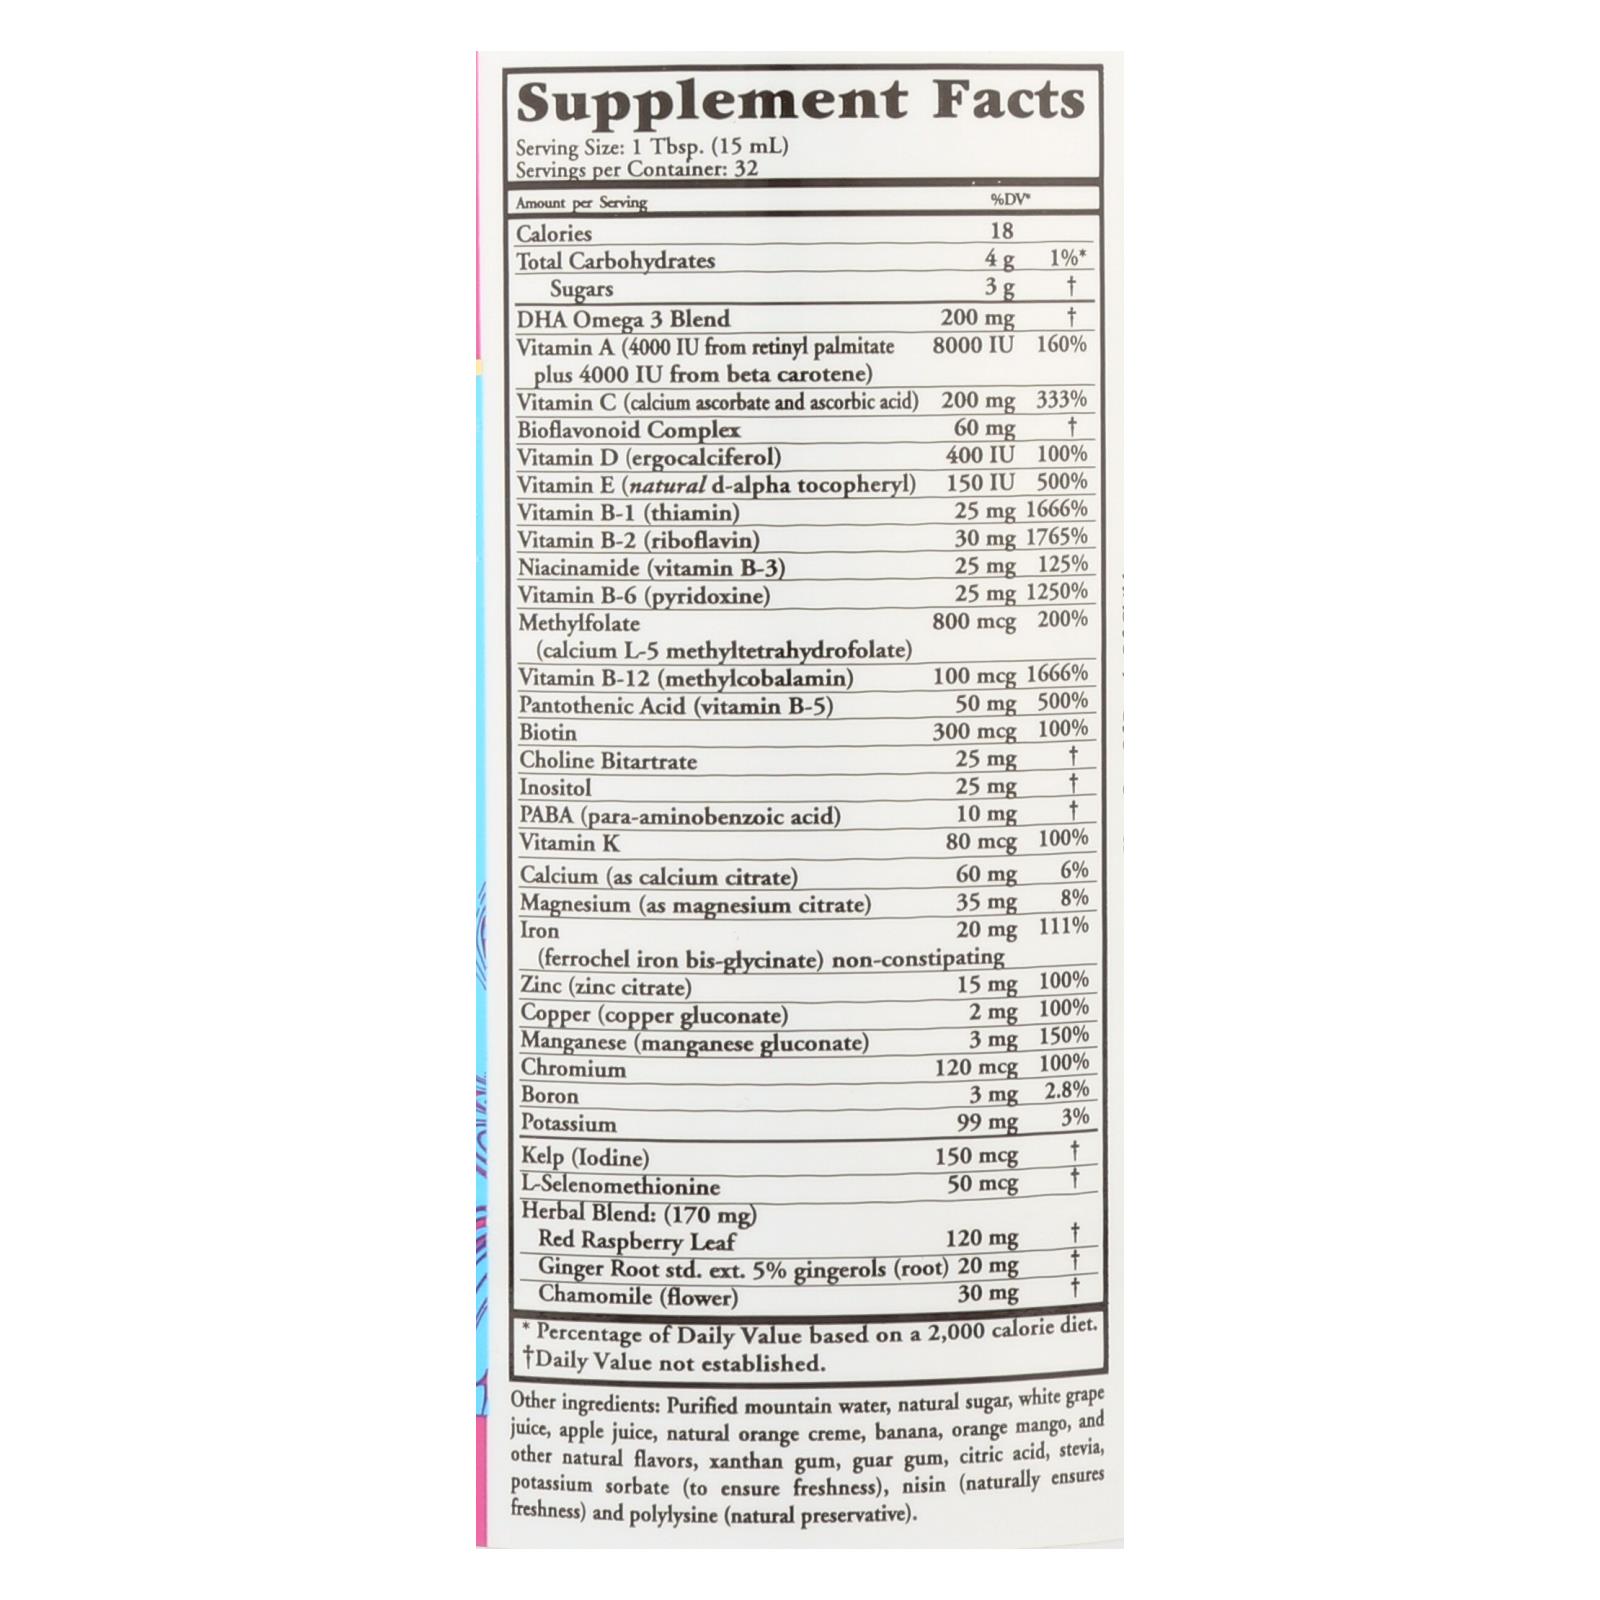 Supplement Facts
Serving Size: 1 Tbsp. (15 mL)
Servings per Container: 32
Amount per Serving %DV*
Calories 18
Total Carbohydrates 4 g 1%*
Sugars 3 g †
DHA Omega 3 Blend 200 mg †
Vitamin A (4000 IU from retinyl palmitate 8000 IU 160%
plus 4000 IU from beta carotene)
Vitamin C (calcium ascorbate and ascorbic acid) 200 mg 333%
Bioflavonoid Complex 60 mg †
Vitamin D (ergocalciferol) 400 IU 100%
Vitamin E (natural d-alpha tocopheryl) 150 IU 500%
Vitamin B-1 (thiamin) 25 mg 1666%
Vitamin B-2 (riboflavin) 30 mg 1765%
Niacinamide (vitamin B-3) 25 mg 125%
Vitamin B-6 (pyridoxine) 25 mg 1250%
Methylfolate 800 mcg 200%
(calcium L-5 methyltetrahydrofolate)
Vitamin B-12 (methylcobalamin) 100 mcg 1666%
Pantothenic Acid (vitamin B-5) 50 mg 500%
Biotin 300 mcg 100%
Choline Bitartrate 25 mg †
Inositol 25 mg †
PABA (para-aminobenzoic acid) 10 mg †
Vitamin K 80 mcg 100%
Calcium (as calcium citrate) 60 mg 6%
Magnesium (as magnesium citrate) 35 mg 8%
Iron 20 mg 111%
(ferrochel iron bis-glycinate) non-constipating
Zinc (zinc citrate) 15 mg 100%
Copper (copper gluconate) 2 mg 100%
Manganese (manganese gluconate) 3 mg 150%
Chromium 120 mcg 100%
Boron 3 mg 2.8%
Potassium 99 mg 3%
Kelp (Iodine) 150 mcg †
L-Selenomethionine 50 mcg †
Herbal Blend: (170 mg)
Red Raspberry Leaf 120 mg †
Ginger Root std. ext. 5% gingerols (root) 20 mg †
Chamomile (flower) 30 mg †
* Percentage of Daily Value based on a 2,000 calorie diet.
†Daily Value not established.
Other ingredients: Purified mountain water, natural sugar, white grape
juice, apple juice, natural orange creme, banana, orange mango, and
other natural flavors, xanthan gum, guar gum, citric acid, stevia,
potassium sorbate (to ensure freshness), nisin (naturally ensures
freshness) and polylysine (natural preservative).